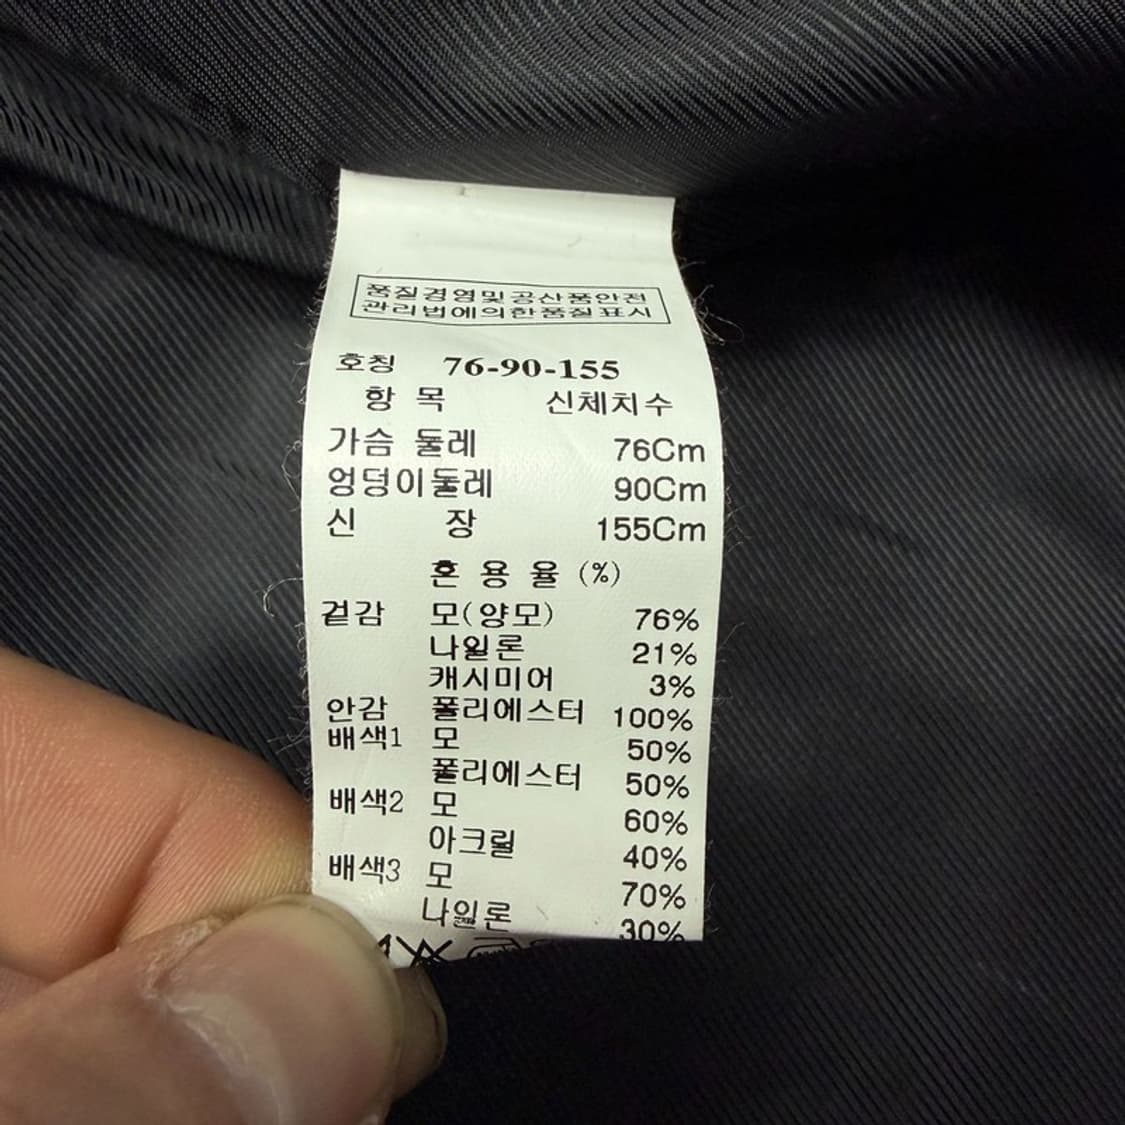 품질경영및공산품안전
관리법에의한품질표시
호칭 76-90-155
항 목 신체치수
가슴 둘레 76Cm
엉덩이둘레 90Cm
신 장 155Cm
혼 용 율 (%)
겉감 모(양모) 76%
나일론 21%
캐시미어 3%
안감 폴리에스터 100%
배색1 모 50%
폴리에스터 50%
배색2 모 60%
아크릴 40%
배색3 모 70%
나일론 30%